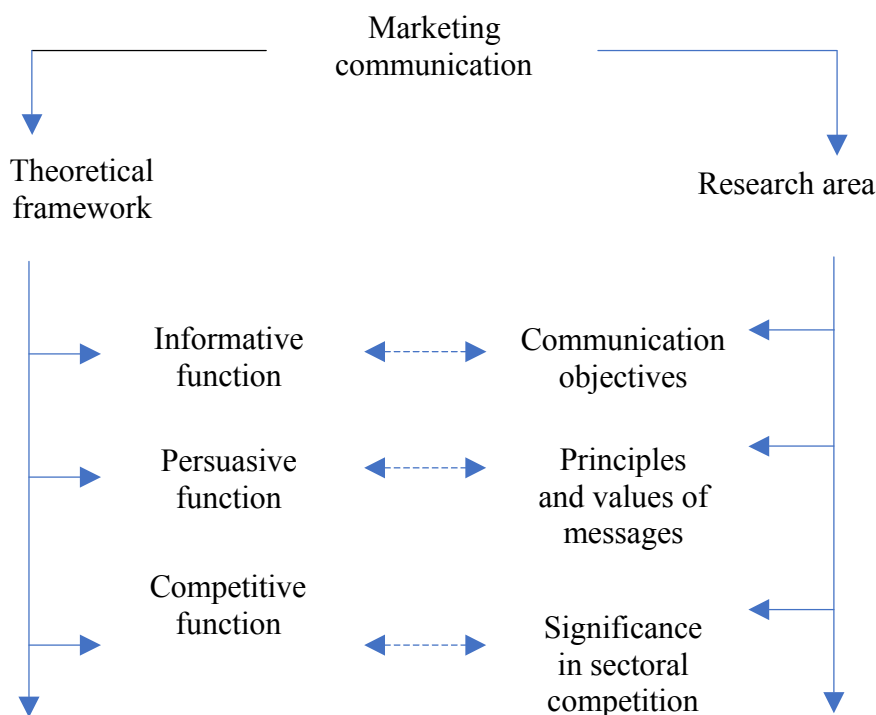 Marketing
communication
Theoretical
framework
Research area
Informative
function
Communication
objectives
Persuasive
function
Principles
and values of
messages
Competitive
function
Significance
in sectoral
competition